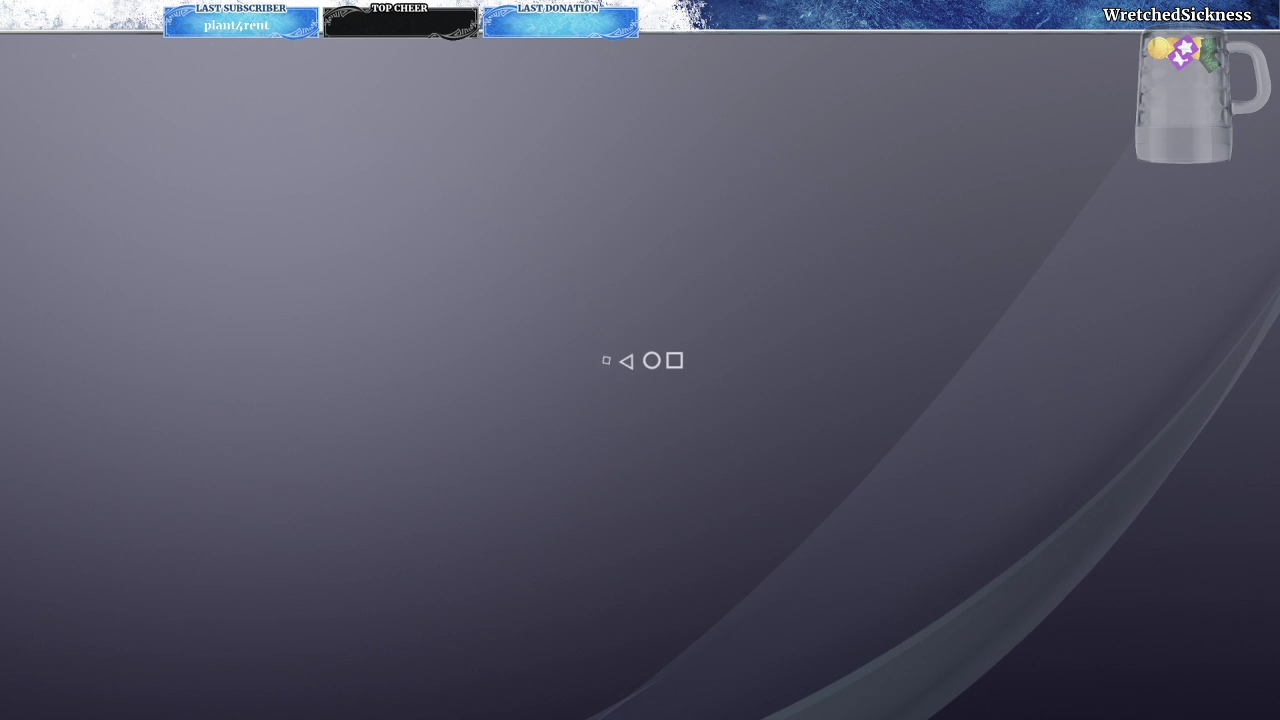 LAST SUBSCRIBER
plant4rent
TOP CHEER
LAST DONATION
WretchedSickness